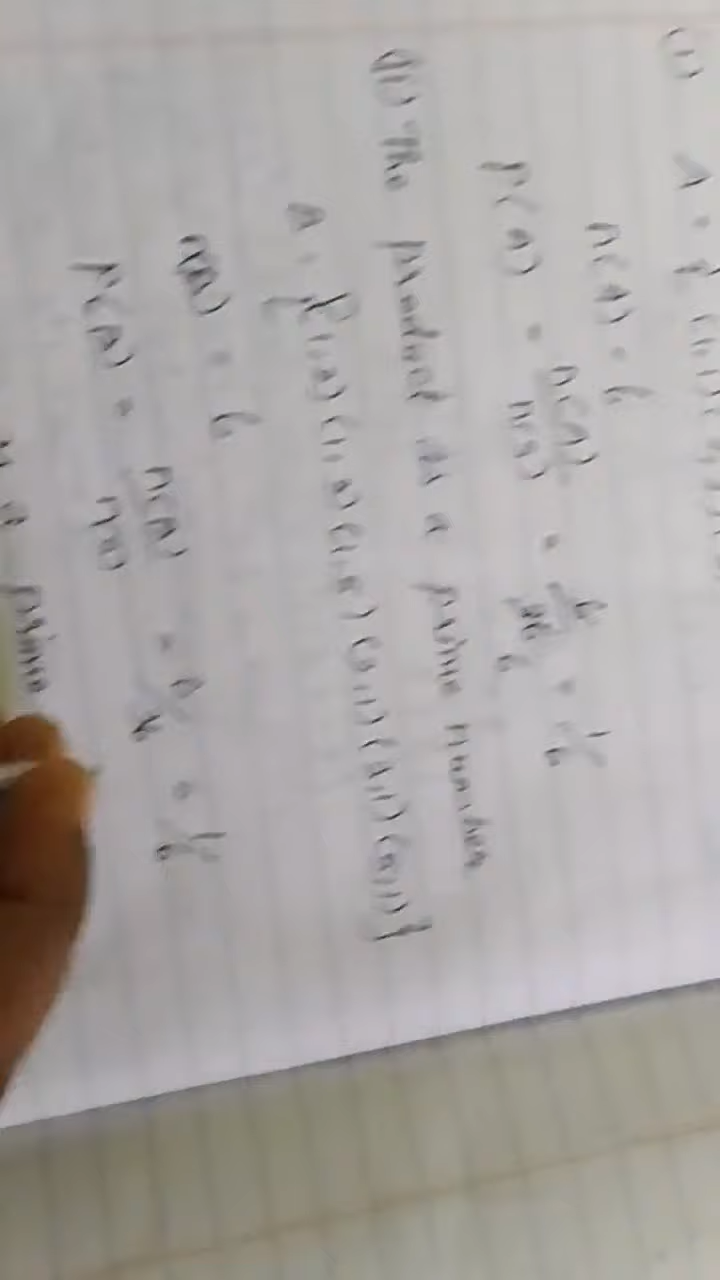 (i) A = { (1,1) (
n(A) = 6
P(A) = n(A)/n(s) = 6/36 6 = 1/6
(ii) The product is a prime number
A = {(1,2) (1,3) (1,5) (2,1) (3,1) (5,1)}
n(A) = 6
P(A) = n(A)/n(s) = 6/36 = 1/6
prime